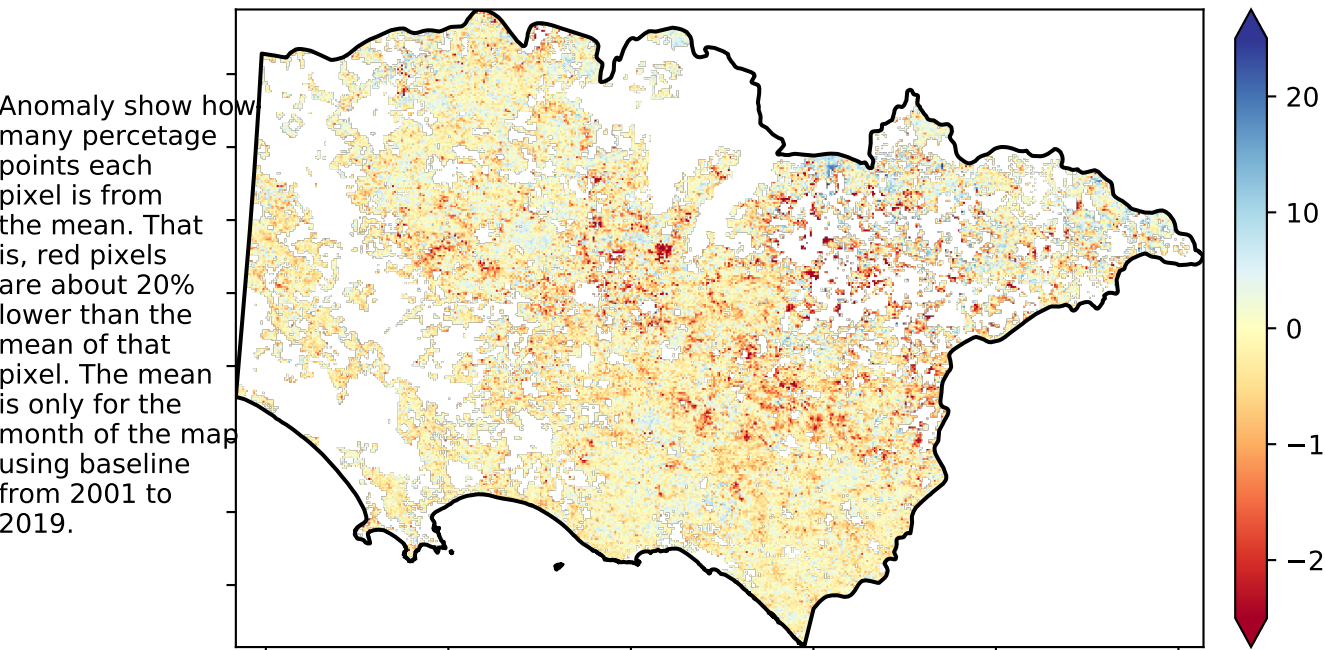 Anomaly show how
many percetage
points each
pixel is from
the mean. That
is, red pixels
are about 20%
lower than the
mean of that
pixel. The mean
is only for the
month of the map
using baseline
from 2001 to
2019.
20
10
0
−1
−2